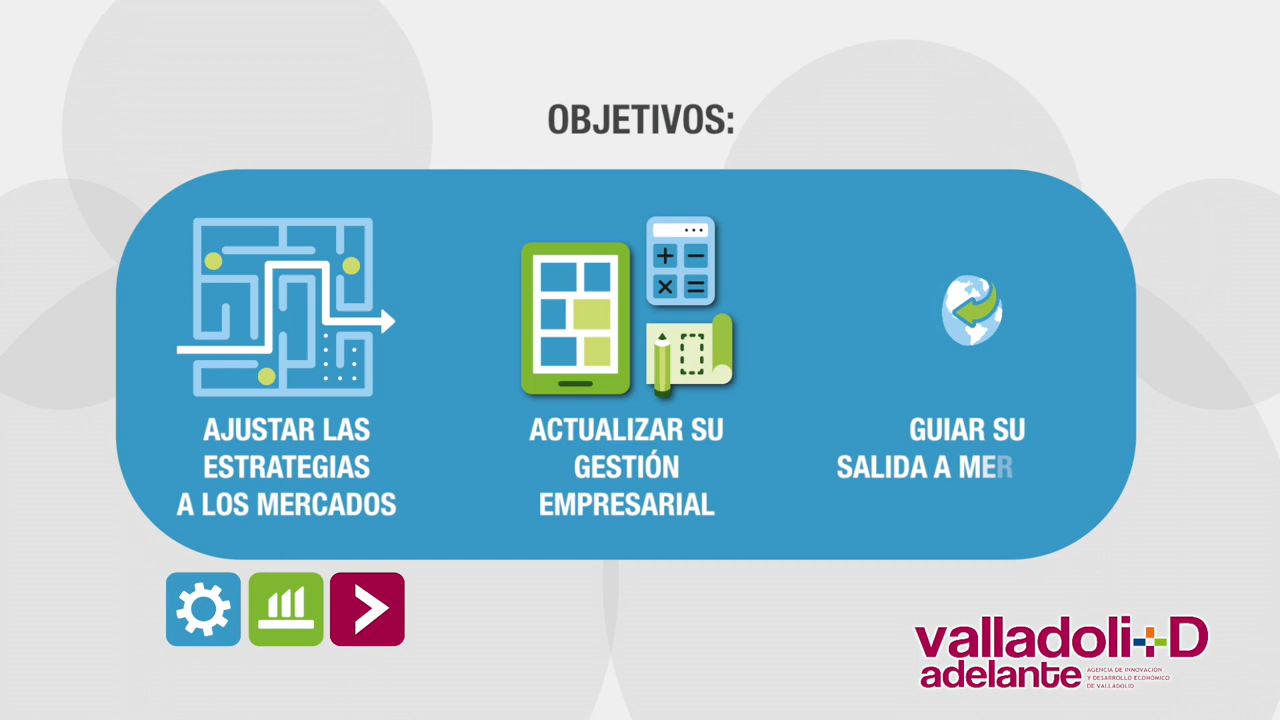 OBJETIVOS:
AJUSTAR LAS
ESTRATEGIAS
A LOS MERCADOS
ACTUALIZAR SU
GESTIÓN
EMPRESARIAL
GUIAR SU
SALIDA A MER
valladoli+D
adelante
AGENCIA DE INNOVACIÓN
Y DESARROLLO ECONÓMICO
DE VALLADOLID